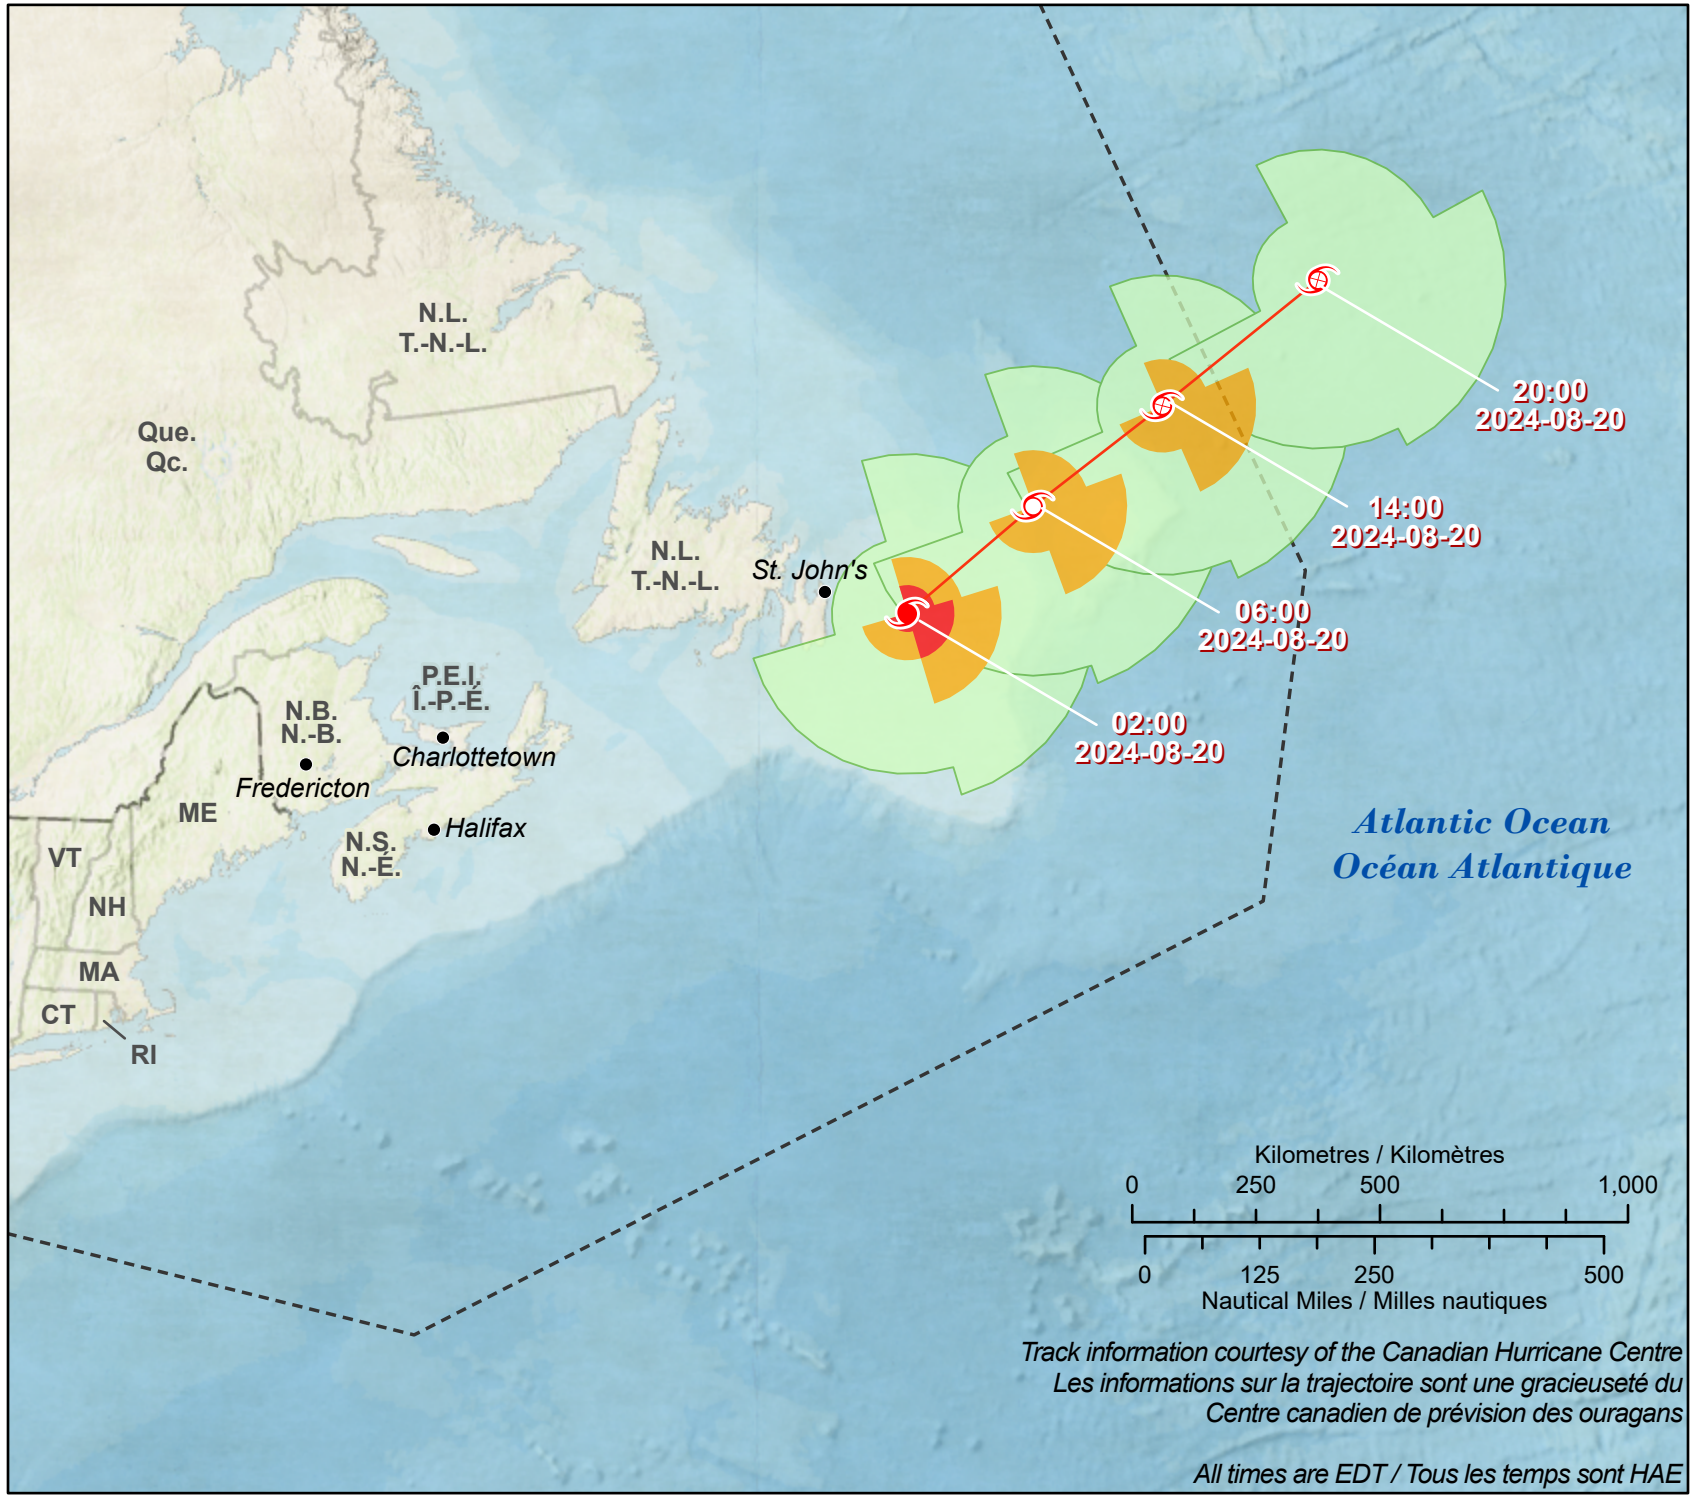 N.L.
T.-N.-L.
Que.
Qc.
20:00
2024-08-20
14:00
2024-08-20
N.L.
T.-N.-L.
St. John's
06:00
2024-08-20
P.E.I.
Î.-P.-É.
N.B.
N.-B.
02:00
2024-08-20
Charlottetown
Fredericton
ME
Halifax
N.S.
N.-É.
VT
NH
MA
CT
RI
Atlantic Ocean
Océan Atlantique
Kilometres / Kilomètres
0 250 500 1,000
0 125 250 500
Nautical Miles / Milles nautiques
Track information courtesy of the Canadian Hurricane Centre
Les informations sur la trajectoire sont une gracieuseté du
Centre canadien de prévision des ouragans
All times are EDT / Tous les temps sont HAE